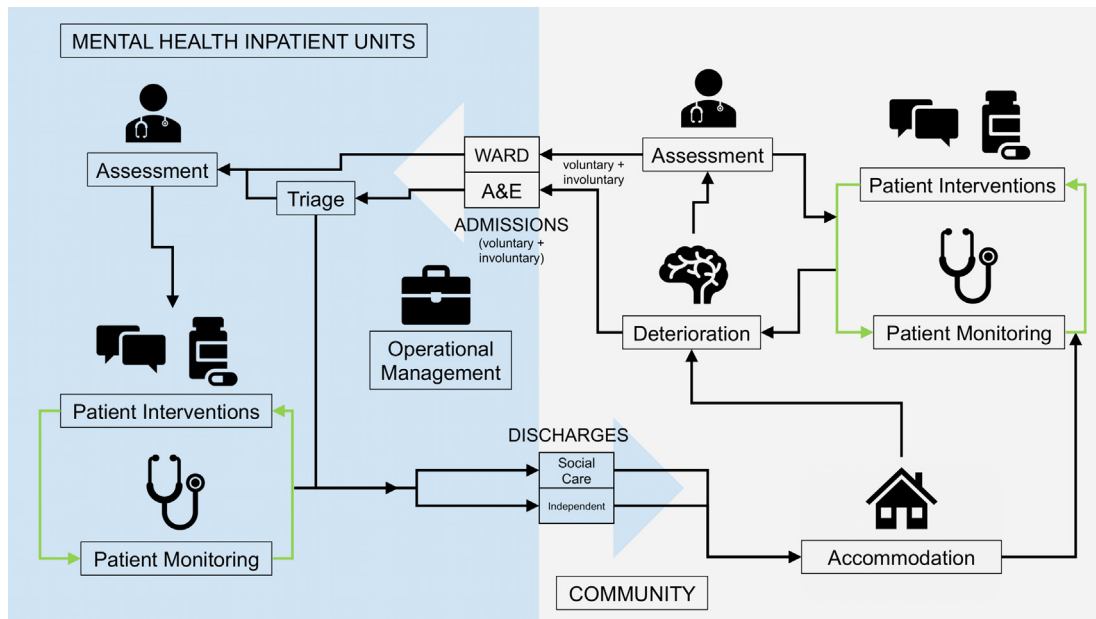 MENTAL HEALTH INPATIENT UNITS
Assessment
Triage
WARD
A&E
ADMISSIONS
(voluntary +
involuntary)
voluntary +
involuntary
Assessment
Patient Interventions
Patient Monitoring
Deterioration
Operational
Management
Patient Interventions
Patient Monitoring
DISCHARGES
Social
Care
Independent
Accommodation
COMMUNITY